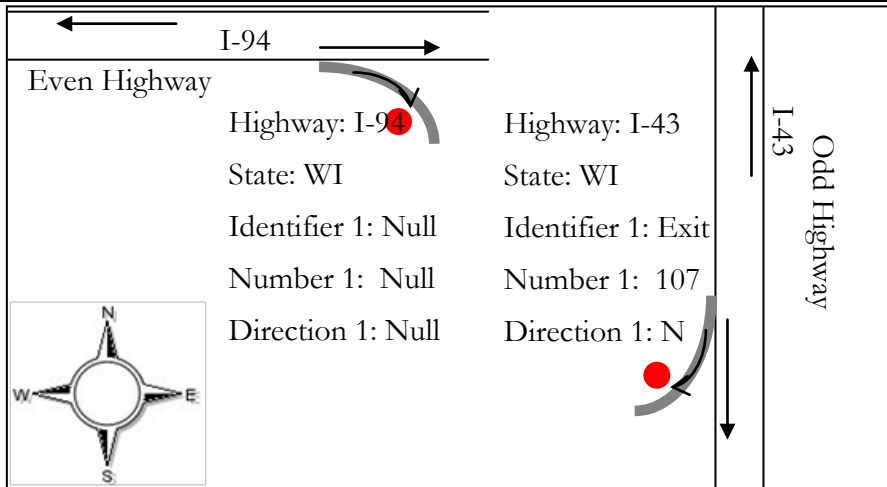 I-94
Even Highway
Highway: I-94
State: WI
Identifier 1: Null
Number 1: Null
Direction 1: Null
Highway: I-43
State: WI
Identifier 1: Exit
Number 1: 107
Direction 1: N
I-43
Odd Highway
N
W
E
S